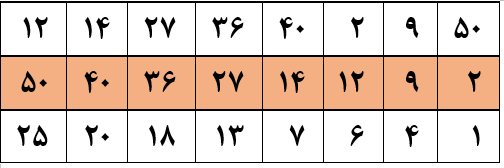 ۱۲ ۱۴ ۲۷ ۳۶ ۴۰ ۲ ۹ ۵۰
۵۰ ۴۰ ۳۶ ۲۷ ۱۴ ۱۲ ۹ ۲
۲۵ ۲۰ ۱۸ ۱۳ ۷ ۶ ۴ ۱